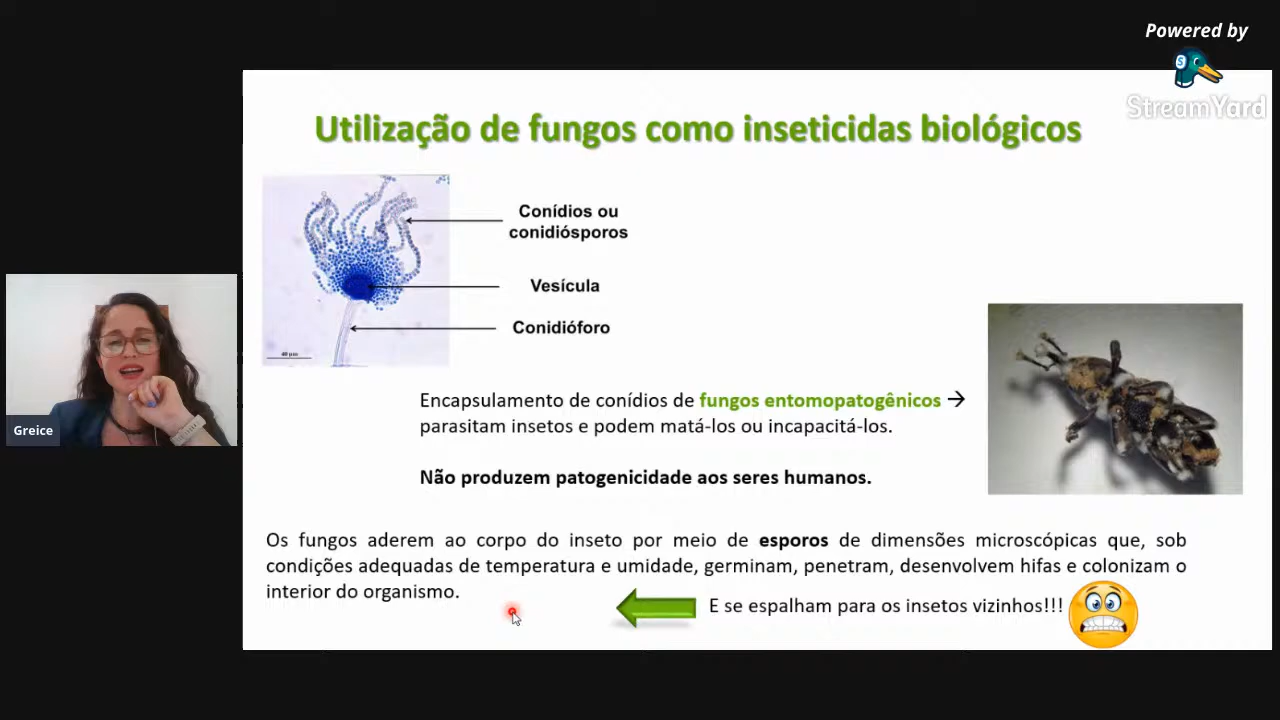 Powered by
StreamYard
Utilização de fungos como inseticidas biológicos
Conídios ou
conidiósporos
Vesícula
Conidióforo
40 µm
Greice
Encapsulamento de conídios de fungos entomopatogênicos →
parasitam insetos e podem matá-los ou incapacitá-los.
Não produzem patogenicidade aos seres humanos.
Os fungos aderem ao corpo do inseto por meio de esporos de dimensões microscópicas que, sob
condições adequadas de temperatura e umidade, germinam, penetram, desenvolvem hifas e colonizam o
interior do organismo.
E se espalham para os insetos vizinhos!!!